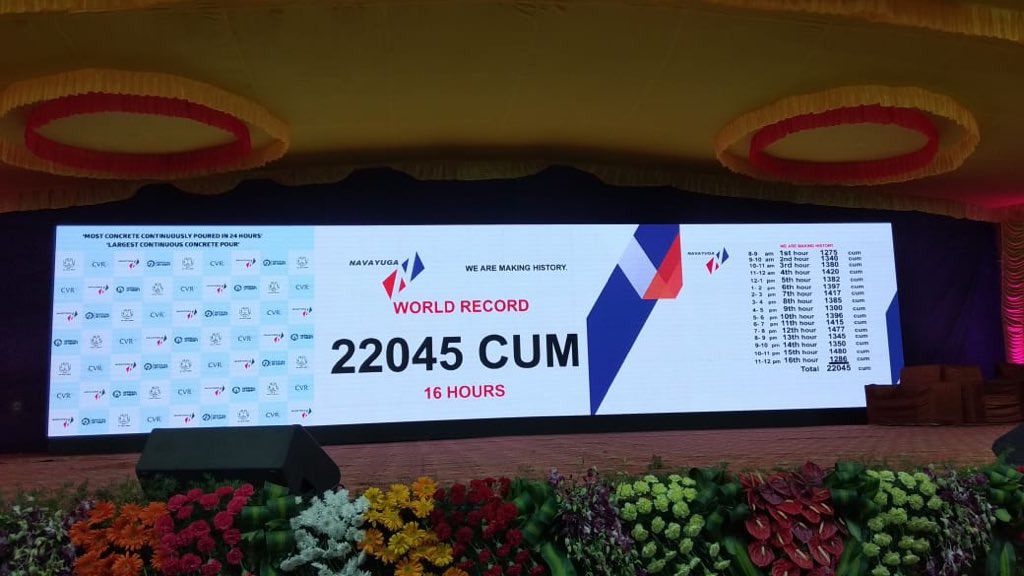 'MOST CONCRETE CONTINUOUSLY POURED IN 24 HOURS'
'LARGEST CONTINUOUS CONCRETE POUR'
CVR
NAVAYUGA
WE ARE MAKING HISTORY.
WORLD RECORD
22045 CUM
16 HOURS
NAVAYUGA
WE ARE MAKING HISTORY.
8-9 am 1st hour 1275 cum
9-10 am 2nd hour 1340 cum
10-11 am 3rd hour 1380 cum
11-12 am 4th hour 1420 cum
12-1 pm 5th hour 1382 cum
1-2 pm 6th hour 1397 cum
2-3 pm 7th hour 1417 cum
3-4 pm 8th hour 1385 cum
4-5 pm 9th hour 1300 cum
5-6 pm 10th hour 1396 cum
6-7 pm 11th hour 1415 cum
7-8 pm 12th hour 1477 cum
8-9 pm 13th hour 1345 cum
9-10 pm 14th hour 1350 cum
10-11 pm 15th hour 1480 cum
11-12 pm 16th hour 1286 cum
Total 22045 cum